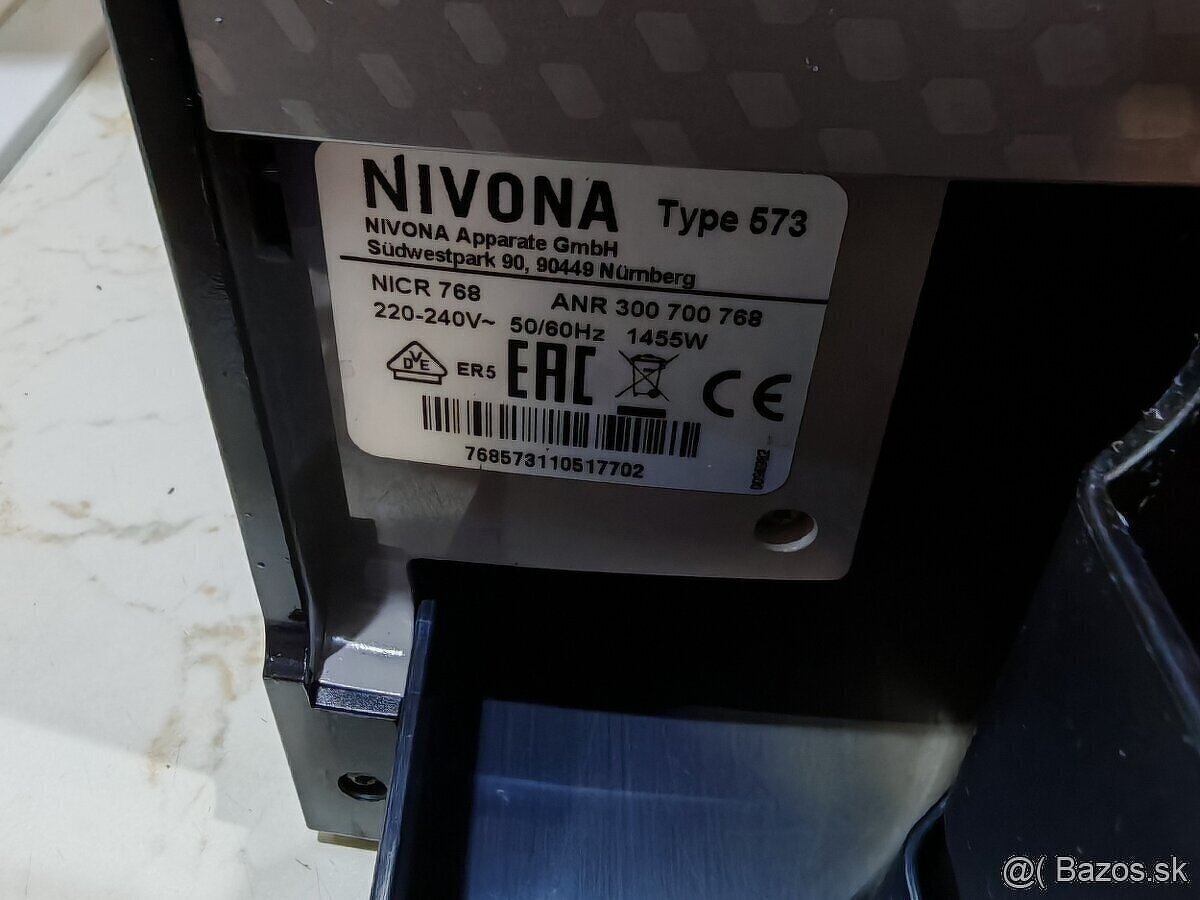 NIVONA Type 573
NIVONA Apparate GmbH
Südwestpark 90, 90449 Nürnberg
NICR 768 ANR 300 700 768
220-240V~ 50/60Hz 1455W
DVE ER5 EAC CE
768573110517702
@( Bazos.sk